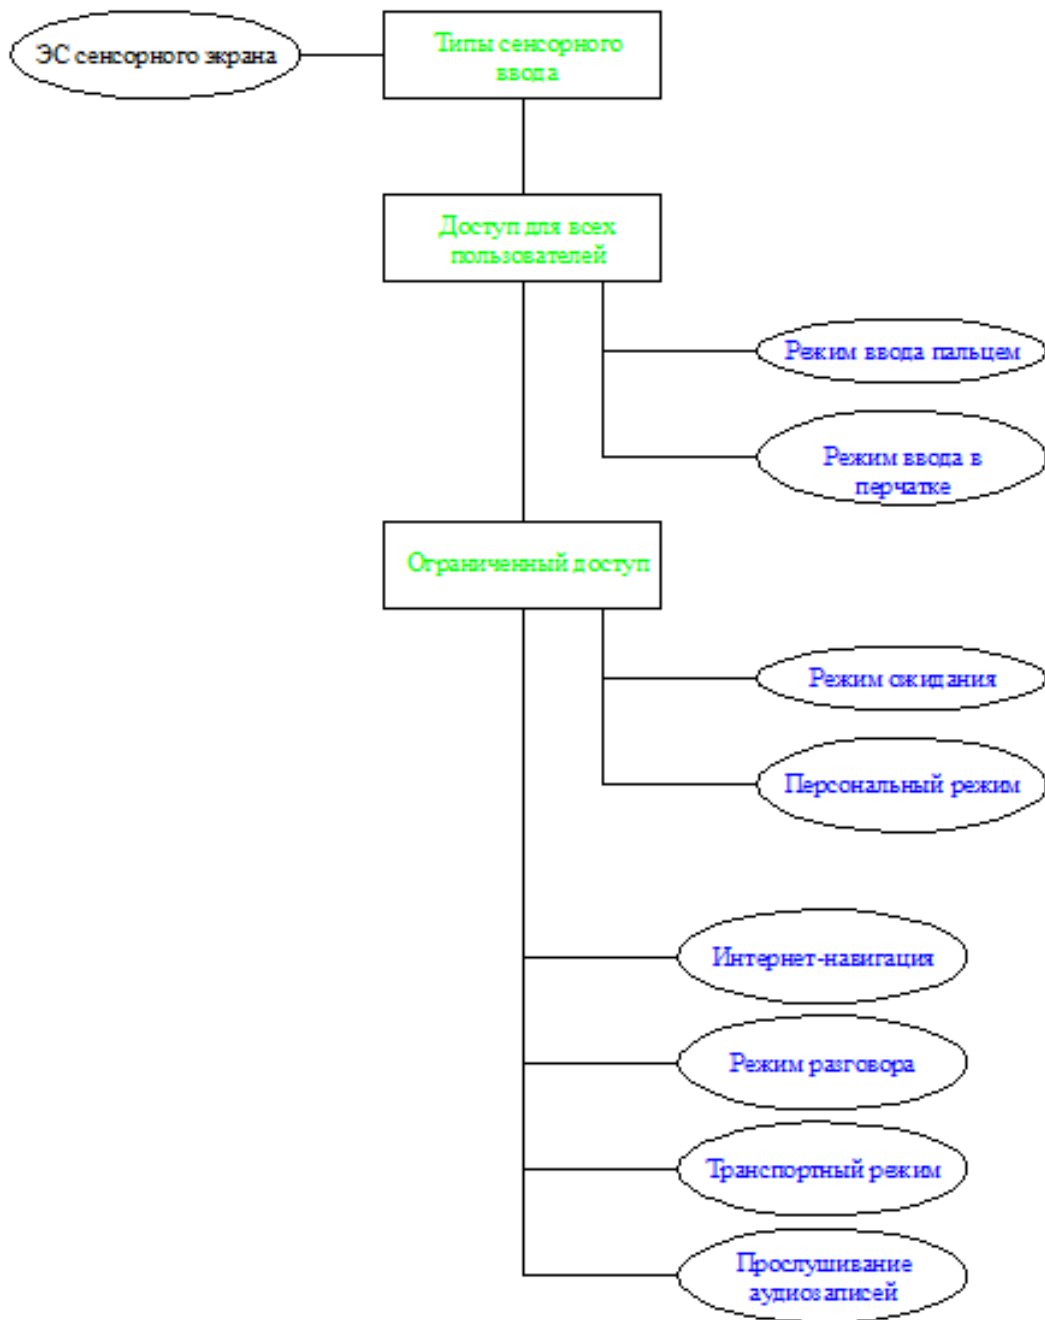 ЭС сенсорного экрана
Типы сенсорного
ввода
Доступ для всех
пользователей
Режим ввода пальцем
Режим ввода в
перчатке
Ограниченный доступ
Режим ожидания
Персональный режим
Интернет-навигация
Режим разговора
Транспортный режим
Прослушивание
аудиозаписей